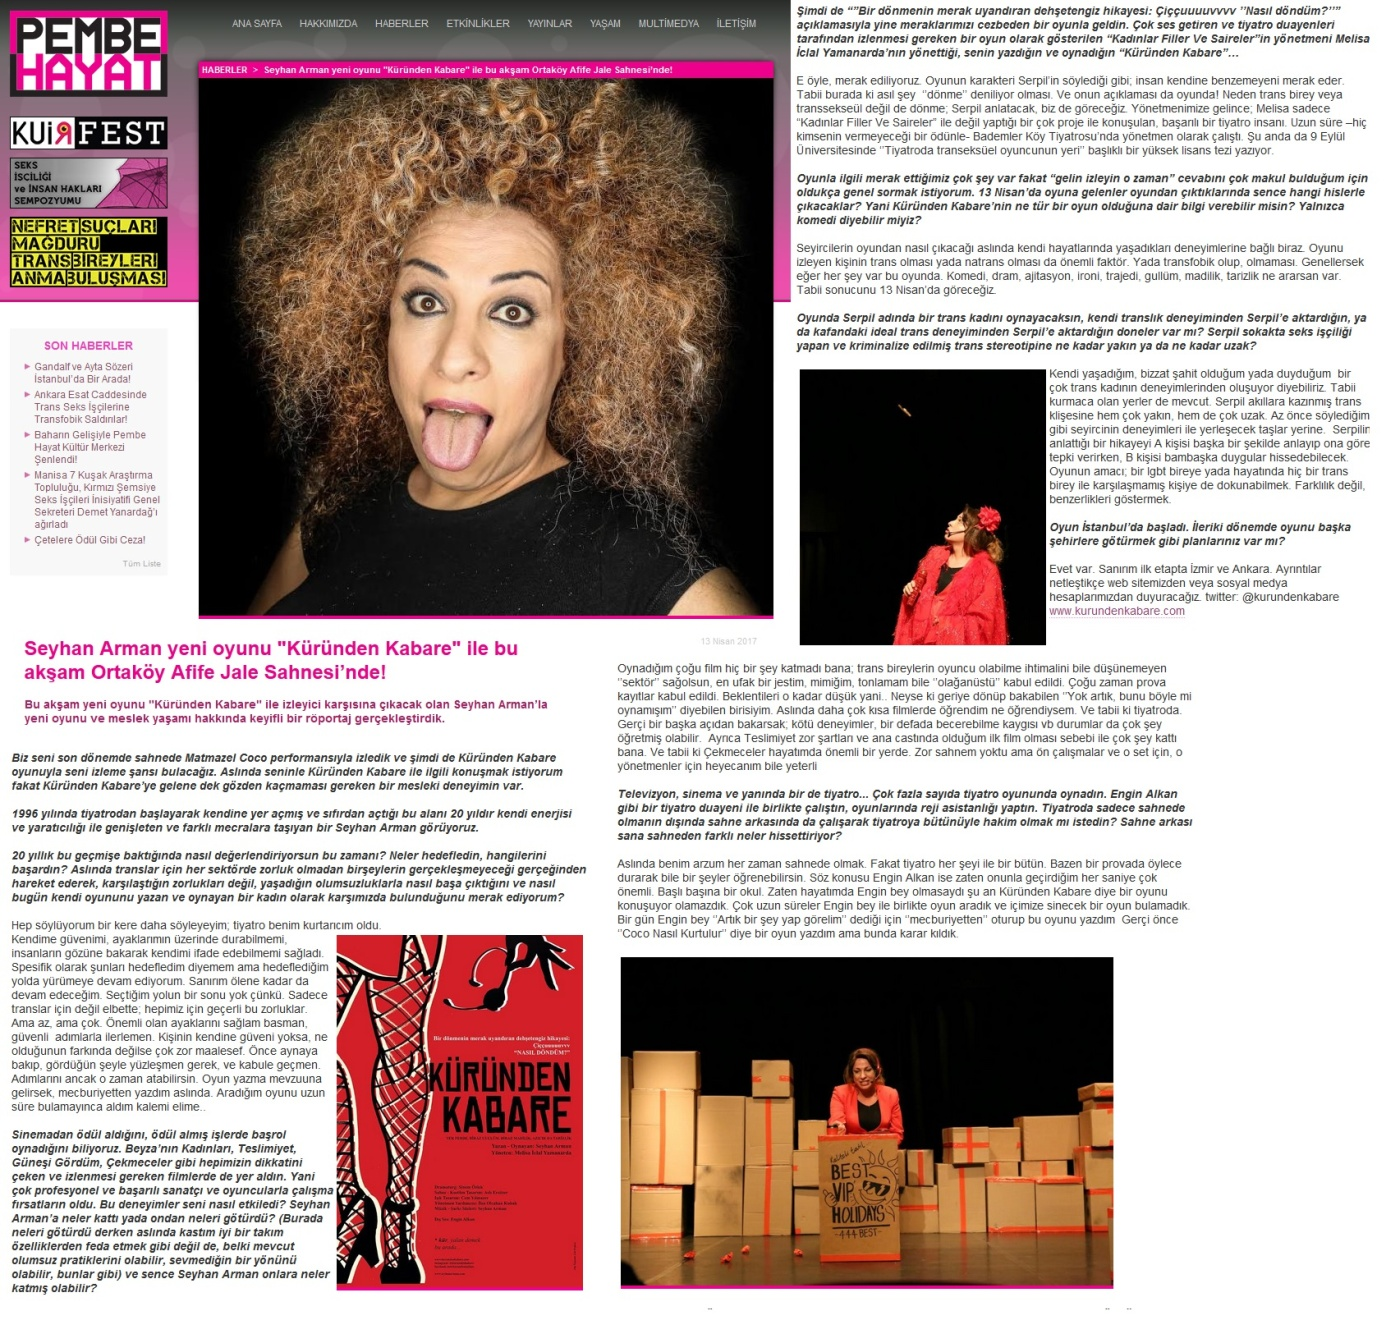 ANA SAYFA HAKKIMIZDA HABERLER ETKİNLİKLER YAYINLAR YAŞAM MULTİMEDYA İLETİŞİM
PEMBE
HAYAT
KUiRFEST
SEKS
İSCİLİĞİ
ve İNSAN HAKLARI
SEMPOZYUMU
NEFRET SUÇLARI
MAĞDURU
TRANS BİREYLERİ
ANMA BULUŞMASI
HABERLER > Seyhan Arman yeni oyunu "Küründen Kabare" ile bu akşam Ortaköy Afife Jale Sahnesi'nde!
SON HABERLER
Gandalf ve Ayta Sözeri
İstanbul'da Bir Arada!
Ankara Esat Caddesinde
Trans Seks İşçilerine
Transfobik Saldırılar!
Baharın Gelişiyle Pembe
Hayat Kültür Merkezi
Şenlendi!
Manisa 7 Kuşak Araştırma
Topluluğu, Kırmızı Şemsiye
Seks İşçileri İnisiyatifi Genel
Sekreteri Demet Yanardağ'ı
ağırladı
Çetelere Ödül Gibi Ceza!
Tüm Liste
13 Nisan 2017
Seyhan Arman yeni oyunu "Küründen Kabare" ile bu
akşam Ortaköy Afife Jale Sahnesi'nde!
Bu akşam yeni oyunu "Küründen Kabare" ile izleyici karşısına çıkacak olan Seyhan Arman'la
yeni oyunu ve meslek yaşamı hakkında keyifli bir röportaj gerçekleştirdik.
Biz seni son dönemde sahnede Matmazel Coco performansıyla izledik ve şimdi de Küründen Kabare
oyunuyla seni izleme şansı bulacağız. Aslında seninle Küründen Kabare ile ilgili konuşmak istiyorum
fakat Küründen Kabare'ye gelene dek gözden kaçmaması gereken bir mesleki deneyimin var.
1996 yılında tiyatrodan başlayarak kendine yer açmış ve sıfırdan açtığı bu alanı 20 yıldır kendi enerjisi
ve yaratıcılığı ile genişleten ve farklı mecralara taşıyan bir Seyhan Arman görüyoruz.
20 yıllık bu geçmişe baktığında nasıl değerlendiriyorsun bu zamanı? Neler hedefledin, hangilerini
başardın? Aslında translar için her sektörde zorluk olmadan birşeylerin gerçekleşmeyeceği gerçeğinden
hareket ederek, karşılaştığın zorlukları değil, yaşadığın olumsuzluklarla nasıl başa çıktığını ve nasıl
bugün kendi oyununu yazan ve oynayan bir kadın olarak karşımızda bulunduğunu merak ediyorum?
Hep söylüyorum bir kere daha söyleyeyim; tiyatro benim kurtarıcım oldu.
Kendime güvenimi, ayaklarımın üzerinde durabilmemi,
insanların gözüne bakarak kendimi ifade edebilmemi sağladı.
Spesifik olarak şunları hedefledim diyemem ama hedeflediğim
yolda yürümeye devam ediyorum. Sanırım ölene kadar da
devam edeceğim. Seçtiğim yolun bir sonu yok çünkü. Sadece
translar için değil elbette; hepimiz için geçerli bu zorluklar.
Ama az, ama çok. Önemli olan ayaklarını sağlam basman,
güvenli  adımlarla ilerlemen. Kişinin kendine güveni yoksa, ne
olduğunun farkında değilse çok zor maalesef. Önce aynaya
bakıp, gördüğün şeyle yüzleşmen gerek, ve kabule geçmen.
Adımlarını ancak o zaman atabilirsin. Oyun yazma mevzuuna
gelirsek, mecburiyetten yazdım aslında. Aradığım oyunu uzun
süre bulamayınca aldım kalemi elime..
Sinemadan ödül aldığını, ödül almış işlerde başrol
oynadığını biliyoruz. Beyza'nın Kadınları, Teslimiyet,
Güneşi Gördüm, Çekmeceler gibi hepimizin dikkatini
çeken ve izlenmesi gereken filmlerde de yer aldın. Yani
çok profesyonel ve başarılı sanatçı ve oyuncularla çalışma
fırsatların oldu. Bu deneyimler seni nasıl etkiledi? Seyhan
Arman'a neler kattı yada ondan neleri götürdü? (Burada
neleri götürdü derken aslında kastım iyi bir takım
özelliklerden feda etmek gibi değil de, belki mevcut
olumsuz pratiklerini olabilir, sevmediğin bir yönünü
olabilir, bunlar gibi) ve sence Seyhan Arman onlara neler
katmış olabilir?
Bir dönmenin merak uyandıran dehşetengiz hikayesi:
Çiççuuuuvvv
"NASIL DÖNDÜM?"
KÜRÜNDEN
KABARE
Yazan - Oynayan: Seyhan Arman
Yöneten: Melisa İclal Yamanarda
Şimdi de “”Bir dönmenin merak uyandıran dehşetengiz hikayesi: Çiççuuuuvvvv ’’Nasıl döndüm?’’”
açıklamasıyla yine meraklarımızı cezbeden bir oyunla geldin. Çok ses getiren ve tiyatro duayenleri
tarafından izlenmesi gereken bir oyun olarak gösterilen “Kadınlar Filler Ve Saireler”in yönetmeni Melisa
İclal Yamanarda’nın yönettiği, senin yazdığın ve oynadığın “Küründen Kabare”…
E öyle, merak ediliyoruz. Oyunun karakteri Serpil’in söylediği gibi; insan kendine benzemeyeni merak eder.
Tabii burada ki asıl şey  ‘’dönme’’ deniliyor olması. Ve onun açıklaması da oyunda! Neden trans birey veya
transseksüel değil de dönme; Serpil anlatacak, biz de göreceğiz. Yönetmenimize gelince; Melisa sadece
“Kadınlar Filler Ve Saireler” ile değil yaptığı bir çok proje ile konuşulan, başarılı bir tiyatro insanı. Uzun süre –hiç
kimsenin vermeyeceği bir ödünle- Bademler Köy Tiyatrosu’nda yönetmen olarak çalıştı. Şu anda da 9 Eylül
Üniversitesinde ‘’Tiyatroda transeksüel oyuncunun yeri’’ başlıklı bir yüksek lisans tezi yazıyor.
Oyunla ilgili merak ettiğimiz çok şey var fakat “gelin izleyin o zaman” cevabını çok makul bulduğum için
oldukça genel sormak istiyorum. 13 Nisan’da oyuna gelenler oyundan çıktıklarında sence hangi hislerle
çıkacaklar? Yani Küründen Kabare’nin ne tür bir oyun olduğuna dair bilgi verebilir misin? Yalnızca
komedi diyebilir miyiz?
Seyircilerin oyundan nasıl çıkacağı aslında kendi hayatlarında yaşadıkları deneyimlerine bağlı biraz. Oyunu
izleyen kişinin trans olması yada natrans olması da önemli faktör. Yada transfobik olup, olmaması. Genellersek
eğer her şey var bu oyunda. Komedi, dram, ajitasyon, ironi, trajedi, gullüm, madilik, tarizlik ne ararsan var.
Tabii sonucunu 13 Nisan’da göreceğiz.
Oyunda Serpil adında bir trans kadını oynayacaksın, kendi translık deneyiminden Serpil’e aktardığın, ya
da kafandaki ideal trans deneyiminden Serpil’e aktardığın doneler var mı? Serpil sokakta seks işçiliği
yapan ve kriminalize edilmiş trans stereotipine ne kadar yakın ya da ne kadar uzak?
Kendi yaşadığım, bizzat şahit olduğum yada duyduğum  bir
çok trans kadının deneyimlerinden oluşuyor diyebiliriz. Tabii
kurmaca olan yerler de mevcut. Serpil akıllara kazınmış trans
klişesine hem çok yakın, hem de çok uzak. Az önce söylediğim
gibi seyircinin deneyimleri ile yerleşecek taşlar yerine.  Serpilin
anlattığı bir hikayeyi A kişisi başka bir şekilde anlayıp ona göre
tepki verirken, B kişisi bambaşka duygular hissedebilecek.
Oyunun amacı; bir lgbt bireye yada hayatında hiç bir trans
birey ile karşılaşmamış kişiye de dokunabilmek. Farklılık değil,
benzerlikleri göstermek.
Oyun İstanbul’da başladı. İleriki dönemde oyunu başka
şehirlere götürmek gibi planlarınız var mı?
Evet var. Sanırım ilk etapta İzmir ve Ankara. Ayrıntılar
netleştikçe web sitemizden veya sosyal medya
hesaplarımızdan duyuracağız. twitter: @kurundenkabare
www.kurundenkabare.com
Oynadığım çoğu film hiç bir şey katmadı bana; trans bireylerin oyuncu olabilme ihtimalini bile düşünemeyen
‘’sektör’’ sağolsun, en ufak bir jestim, mimiğim, tonlamam bile ‘’olağanüstü’’ kabul edildi. Çoğu zaman prova
kayıtlar kabul edildi. Beklentileri o kadar düşük yani.. Neyse ki geriye dönüp bakabilen ‘’Yok artık, bunu böyle mi
oynamışım’’ diyebilen birisiyim. Aslında daha çok kısa filmlerde öğrendim ne öğrendiysem. Ve tabii ki tiyatroda.
Gerçi bir başka açıdan bakarsak; kötü deneyimler, bir defada becerebilme kaygısı vb durumlar da çok şey
öğretmiş olabilir.  Ayrıca Teslimiyet zor şartları ve ana castında olduğum ilk film olması sebebi ile çok şey kattı
bana. Ve tabii ki Çekmeceler hayatımda önemli bir yerde. Zor sahnem yoktu ama ön çalışmalar ve o set için, o
yönetmenler için heyecanım bile yeterli
Televizyon, sinema ve yanında bir de tiyatro... Çok fazla sayıda tiyatro oyununda oynadın. Engin Alkan
gibi bir tiyatro duayeni ile birlikte çalıştın, oyunlarında reji asistanlığı yaptın. Tiyatroda sadece sahnede
olmanın dışında sahne arkasında da çalışarak tiyatroya bütünüyle hakim olmak mı istedin? Sahne arkası
sana sahneden farklı neler hissettiriyor?
Aslında benim arzum her zaman sahnede olmak. Fakat tiyatro her şeyi ile bir bütün. Bazen bir provada öylece
durarak bile bir şeyler öğrenebilirsin. Söz konusu Engin Alkan ise zaten onunla geçirdiğim her saniye çok
önemli. Başlı başına bir okul. Zaten hayatımda Engin bey olmasaydı şu an Küründen Kabare diye bir oyunu
konuşuyor olamazdık. Çok uzun süreler Engin bey ile birlikte oyun aradık ve içimize sinecek bir oyun bulamadık.
Bir gün Engin bey ‘’Artık bir şey yap görelim’’ dediği için ‘’mecburiyetten’’ oturup bu oyunu yazdım  Gerçi önce
‘’Coco Nasıl Kurtulur’’ diye bir oyun yazdım ama bunda karar kıldık.
BEST
VIP
HOLIDAYS
-444 BEST-